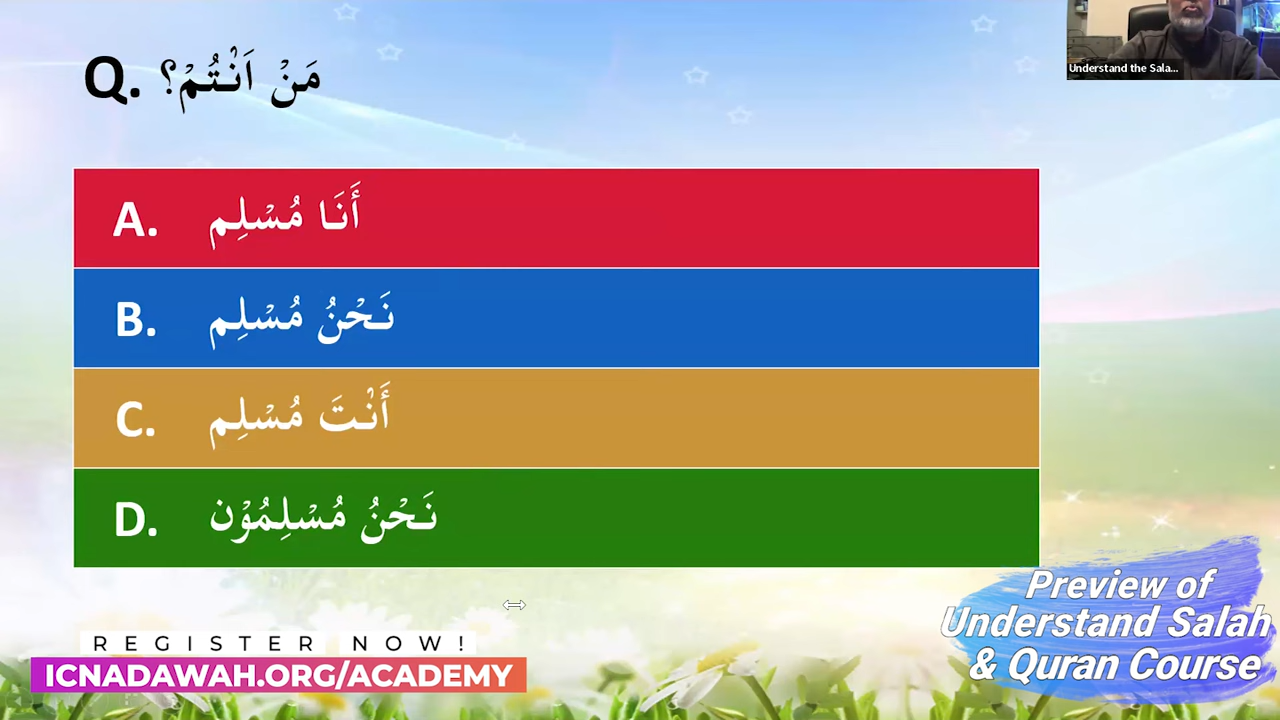 Q. مَنْ اَنْتُمْ؟
Understand the Sala...
A. أَنَا مُسْلِم
B. نَحْنُ مُسْلِم
C. أَنْتَ مُسْلِم
D. نَحْنُ مُسْلِمُوْن
Preview of
Understand Salah
& Quran Course
REGISTER NOW!
ICNADAWAH.ORG/ACADEMY